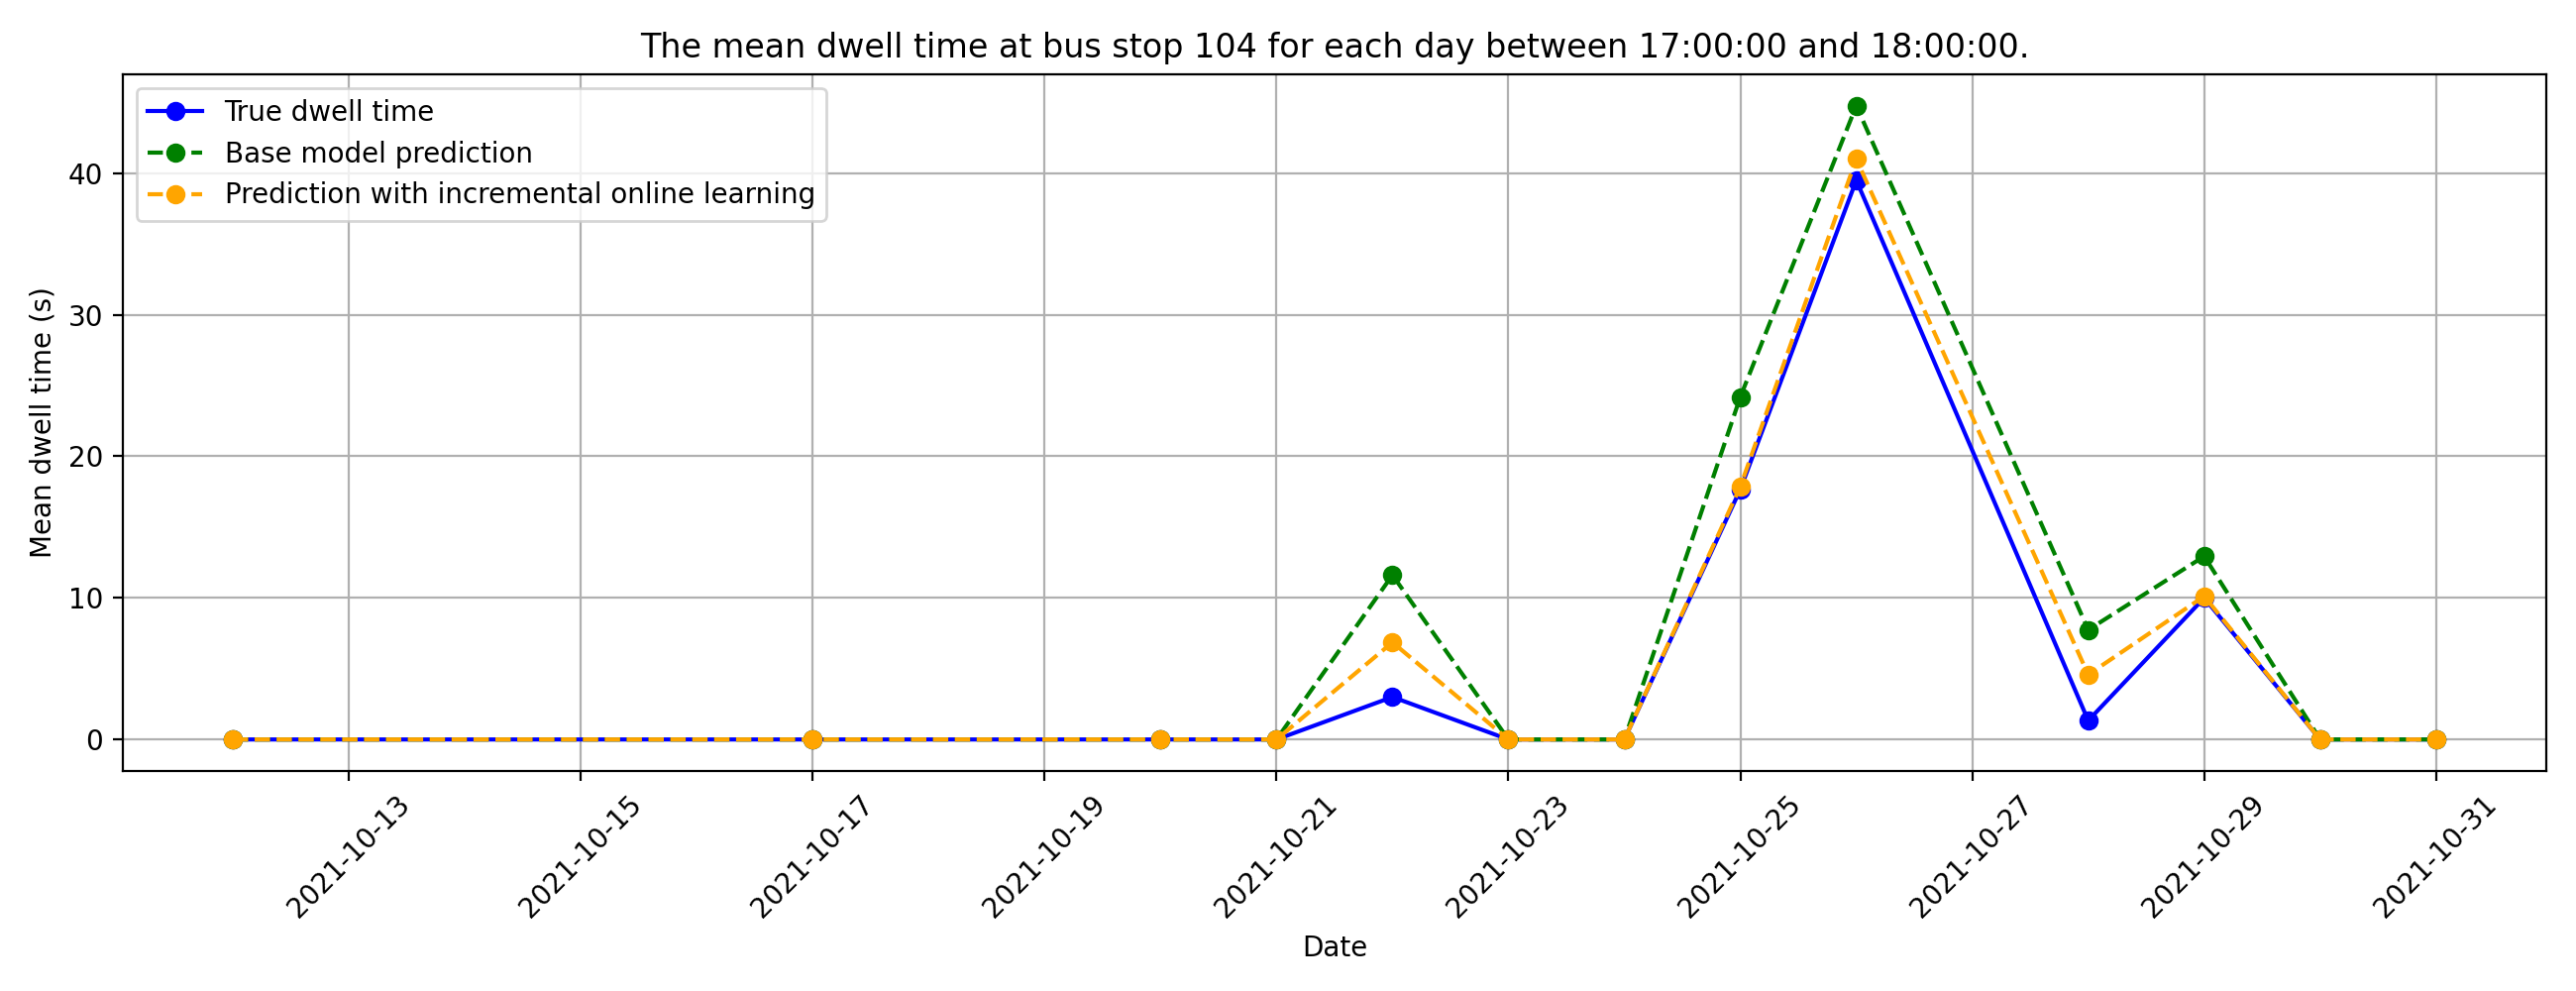 The mean dwell time at bus stop 104 for each day between 17:00:00 and 18:00:00.
True dwell time
Base model prediction
Prediction with incremental online learning
Mean dwell time (s)
40
30
20
10
0
2021-10-13
2021-10-15
2021-10-17
2021-10-19
2021-10-21
2021-10-23
2021-10-25
2021-10-27
2021-10-29
2021-10-31
Date